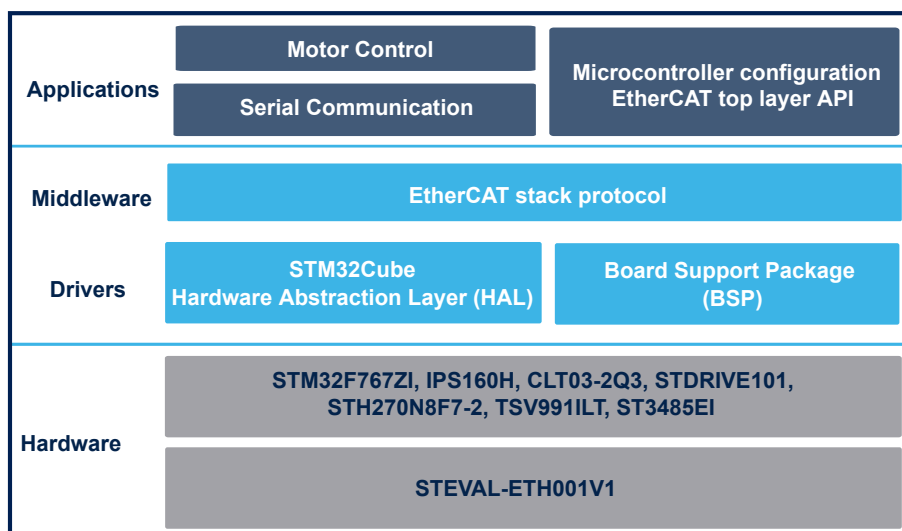 Applications
Motor Control
Serial Communication
Microcontroller configuration
EtherCAT top layer API
Middleware
EtherCAT stack protocol
Drivers
STM32Cube
Hardware Abstraction Layer (HAL)
Board Support Package
(BSP)
Hardware
STM32F767ZI, IPS160H, CLT03-2Q3, STDRIVE101,
STH270N8F7-2, TSV991ILT, ST3485EI
STEVAL-ETH001V1